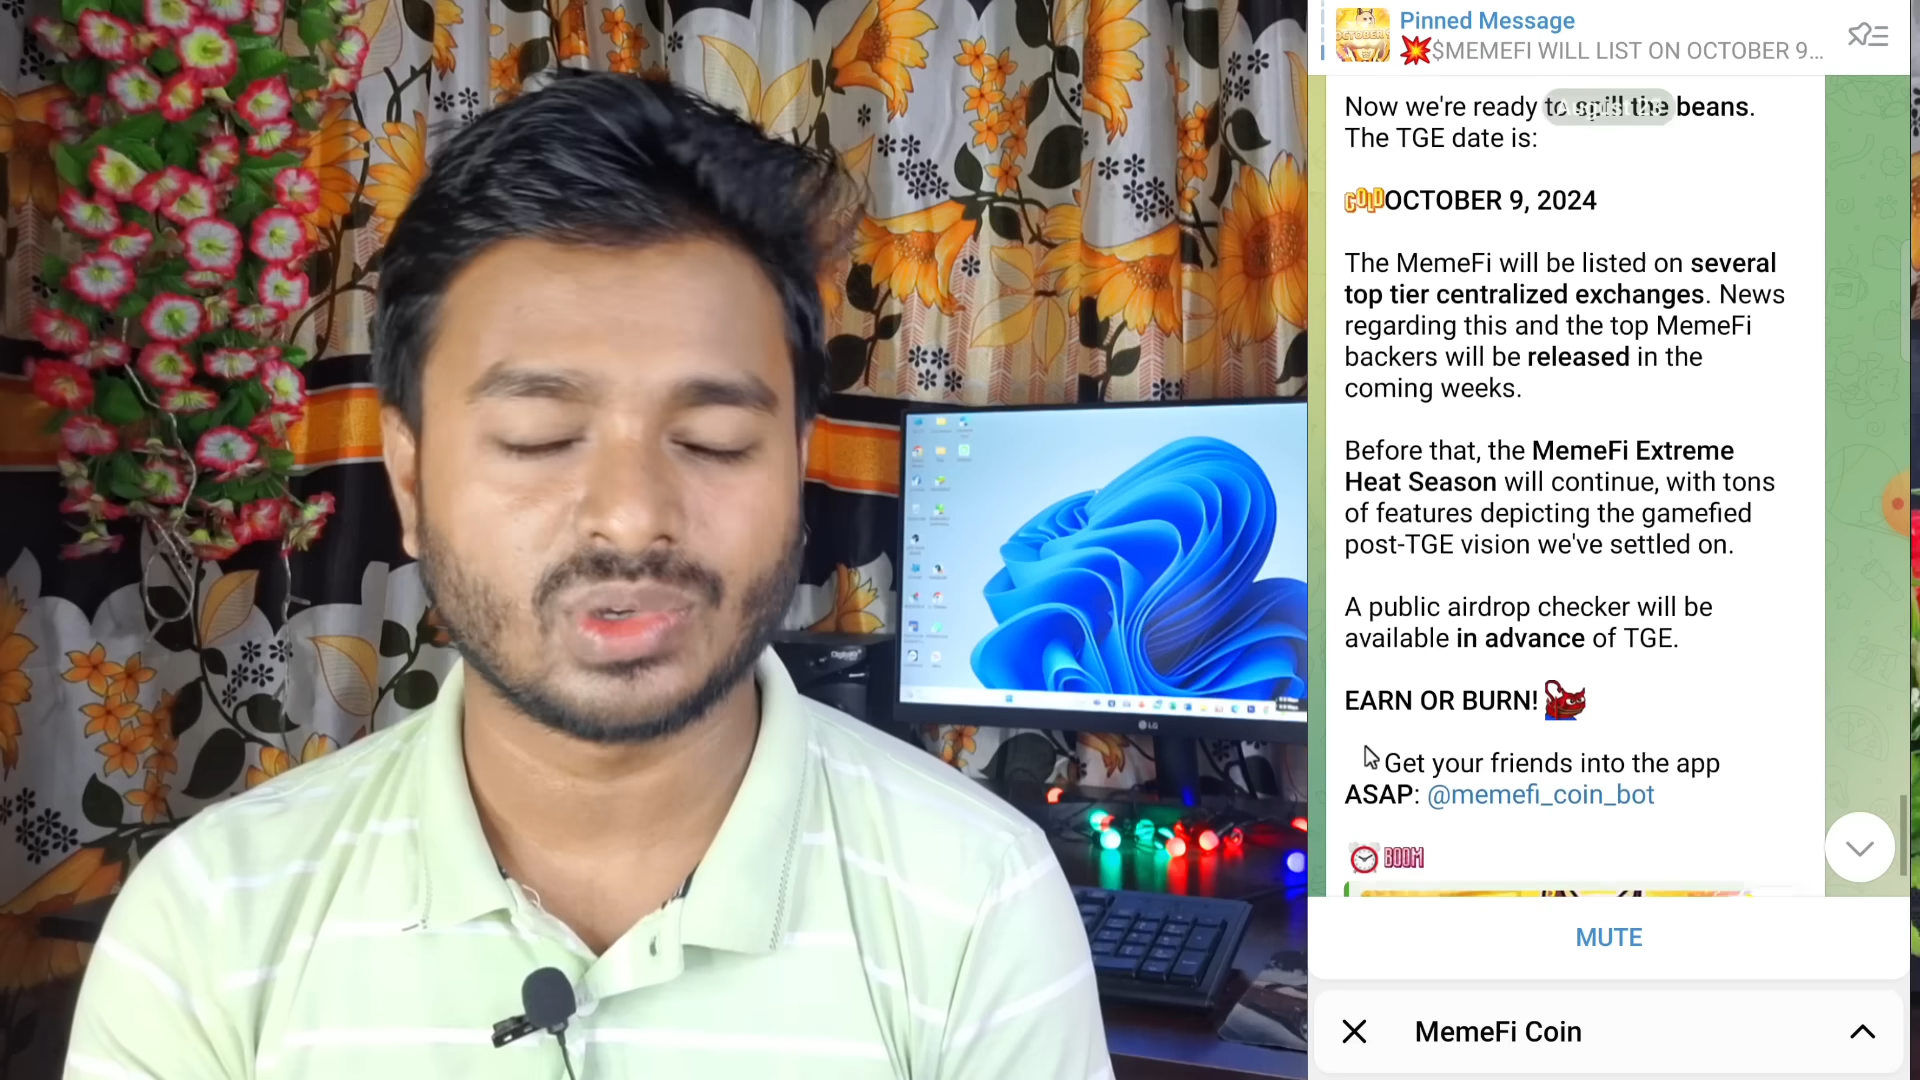 Pinned Message
$MEMEFI WILL LIST ON OCTOBER 9...
Now we're ready to spill the beans.
The TGE date is:
GOLD OCTOBER 9, 2024
The MemeFi will be listed on several
top tier centralized exchanges. News
regarding this and the top MemeFi
backers will be released in the
coming weeks.
Before that, the MemeFi Extreme
Heat Season will continue, with tons
of features depicting the gamefied
post-TGE vision we've settled on.
A public airdrop checker will be
available in advance of TGE.
EARN OR BURN!
Get your friends into the app
ASAP: @memefi_coin_bot
BOOM
MUTE
MemeFi Coin
LG